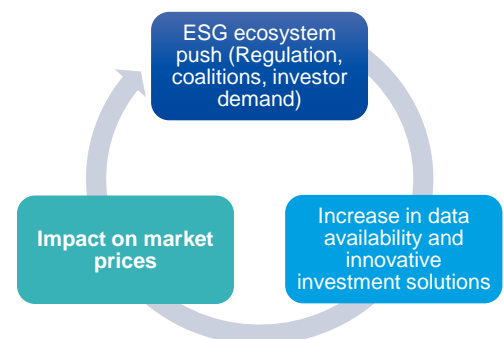 ESG ecosystem
push (Regulation,
coalitions, investor
demand)
Increase in data
availability and
innovative
investment solutions
Impact on market
prices